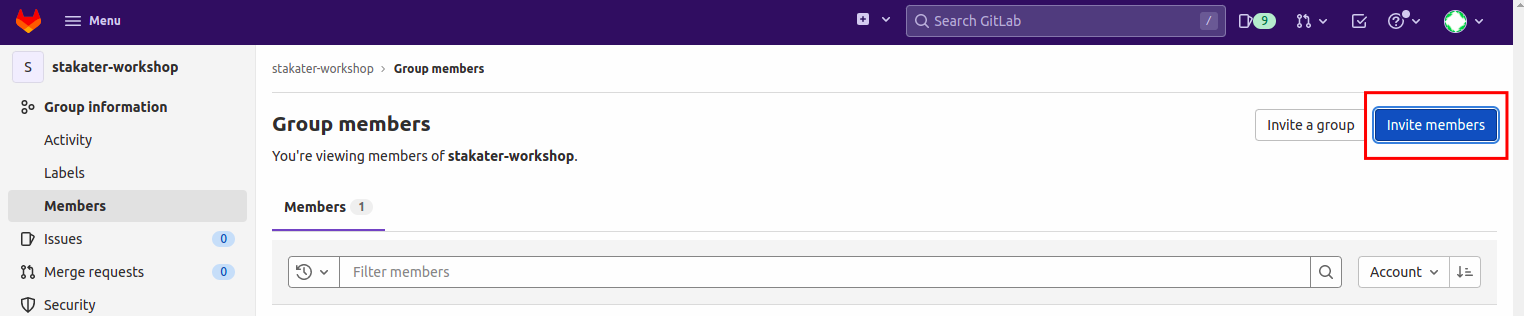 Menu
Search GitLab
/
9
S
stakater-workshop
Group information
Activity
Labels
Members
Issues 0
Merge requests 0
Security
stakater-workshop > Group members
Group members
Invite a group
Invite members
You're viewing members of stakater-workshop.
Members 1
Filter members
Account